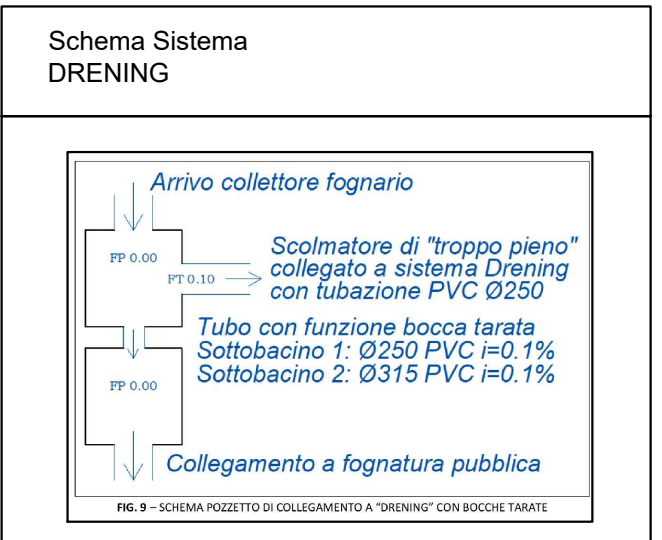 Schema Sistema
DRENING
Arrivo collettore fognario
FP 0.00
FT 0.10
Scolmatore di "troppo pieno"
collegato a sistema Drening
con tubazione PVC Ø250
Tubo con funzione bocca tarata
Sottobacino 1: Ø250 PVC i=0.1%
Sottobacino 2: Ø315 PVC i=0.1%
FP 0.00
Collegamento a fognatura pubblica
FIG. 9 – SCHEMA POZZETTO DI COLLEGAMENTO A "DRENING" CON BOCCHE TARATE